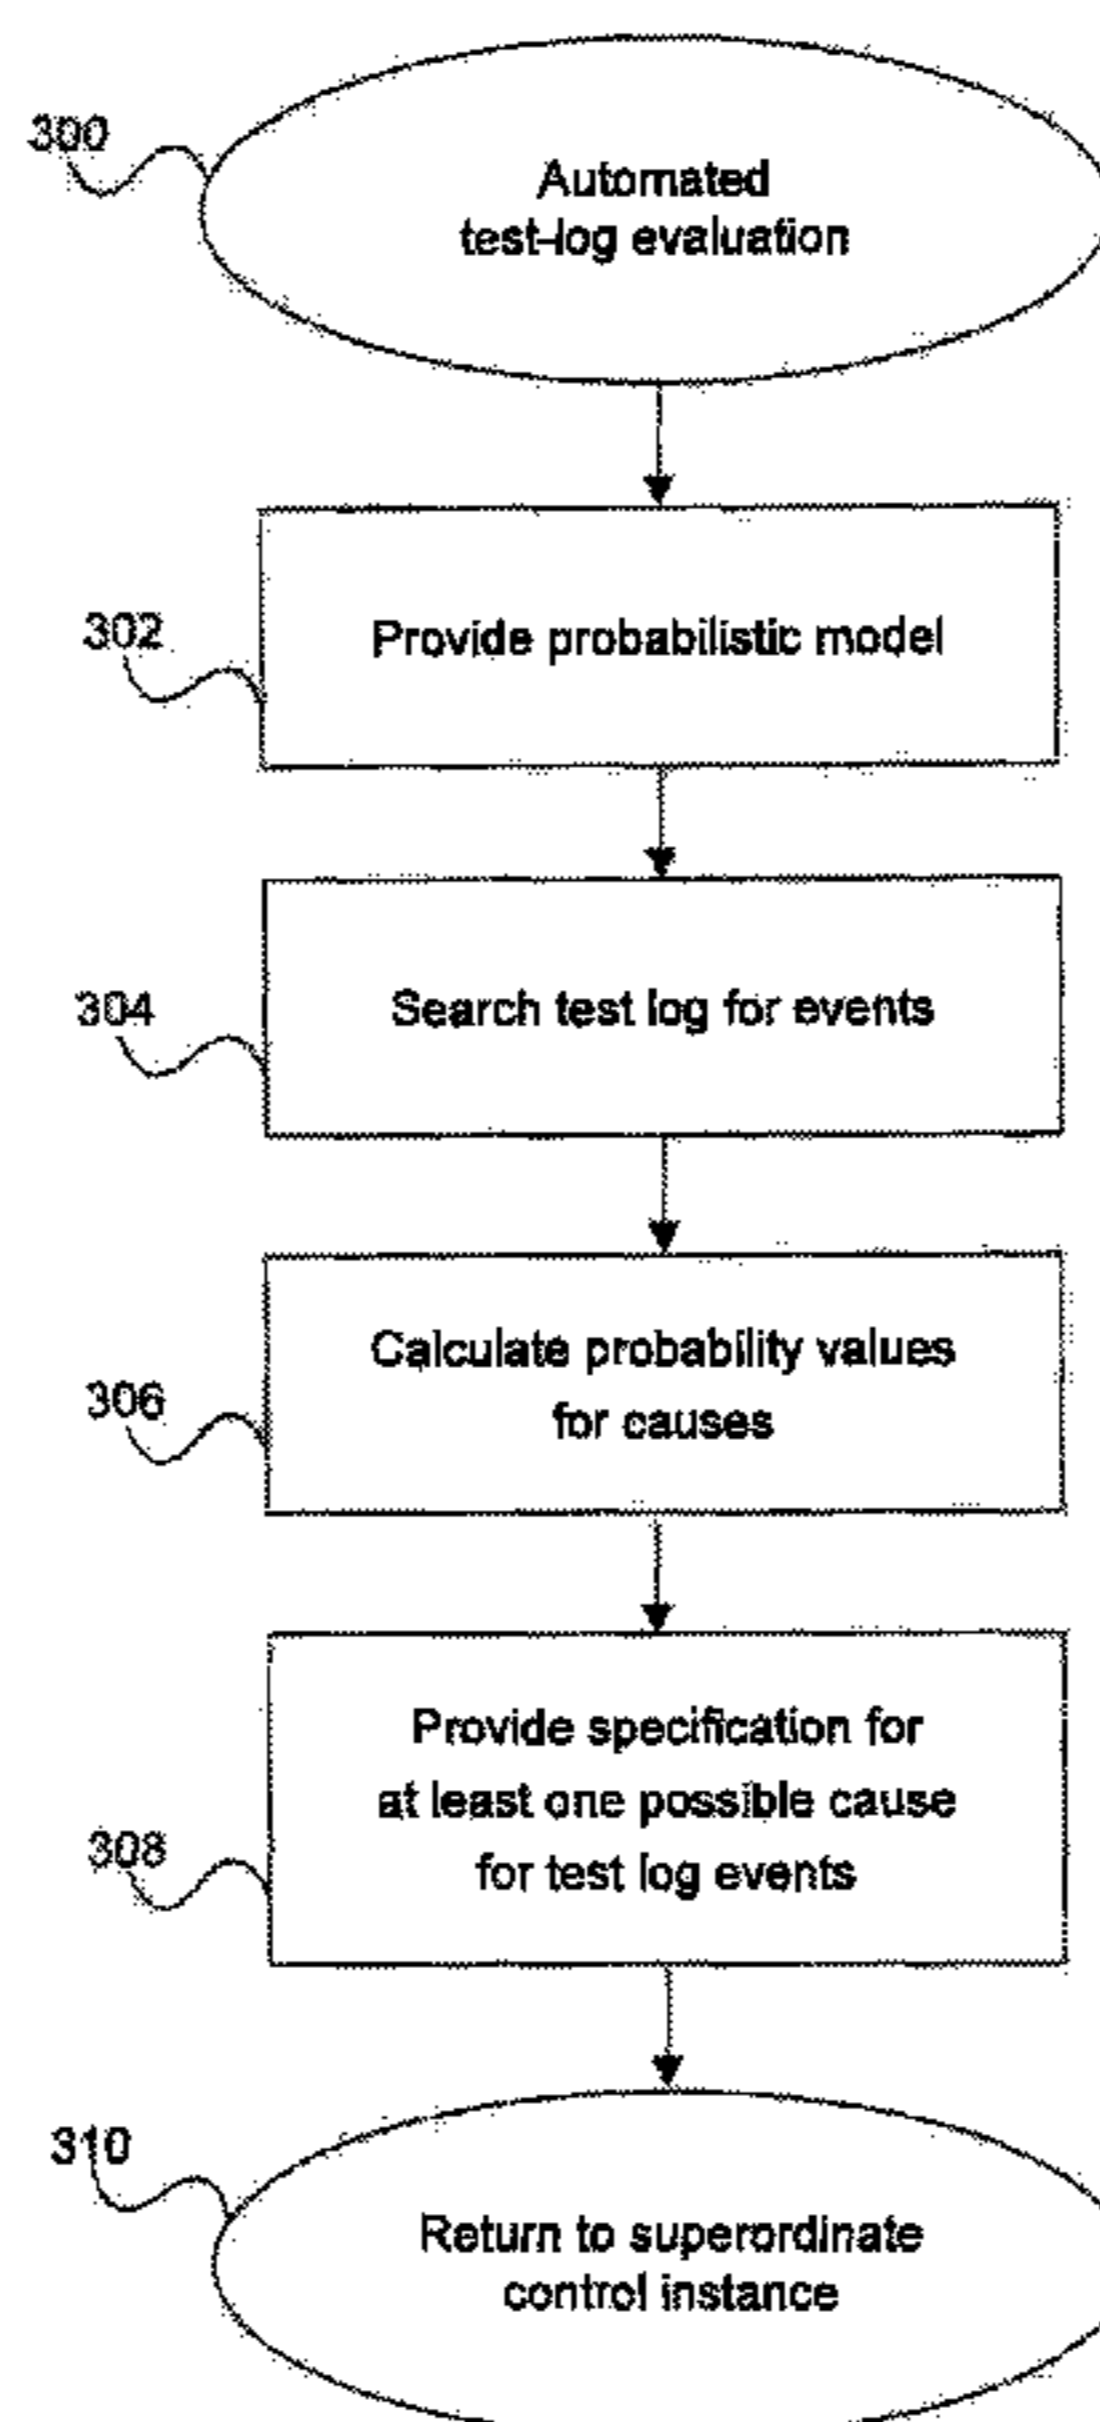 300
Automated
test-log evaluation
302
Provide probabilistic model
304
Search test log for events
306
Calculate probability values
for causes
308
Provide specification for
at least one possible cause
for test log events
310
Return to superordinate
control instance